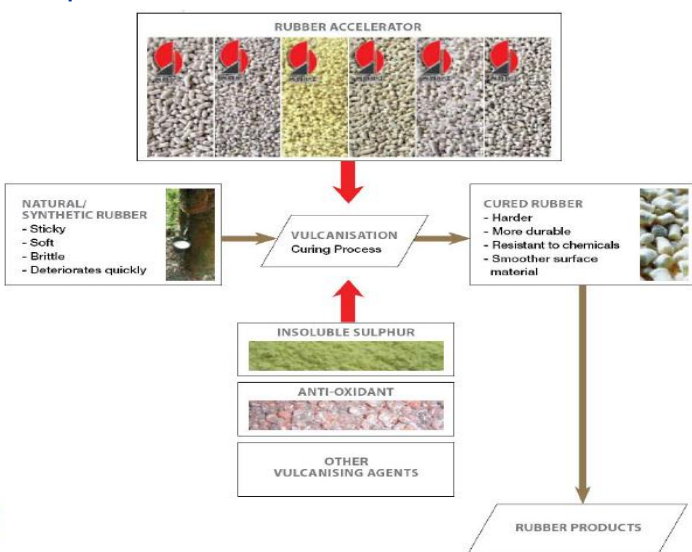 RUBBER ACCELERATOR
NATURAL/
SYNTHETIC RUBBER
- Sticky
- Soft
- Brittle
- Deteriorates quickly
VULCANISATION
Curing Process
CURED RUBBER
- Harder
- More durable
- Resistant to chemicals
- Smoother surface
material
INSOLUBLE SULPHUR
ANTI-OXIDANT
OTHER
VULCANISING AGENTS
RUBBER PRODUCTS